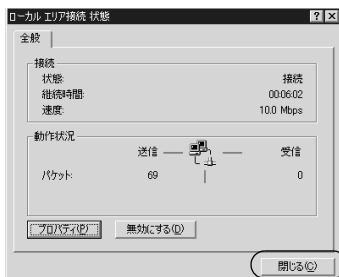 ローカル エリア接続 状態
全般
接続
状態: 接続
継続時間: 00:06:02
速度: 10.0 Mbps
動作状況
送信 受信
パケット: 69 0
プロパティ(P) 無効にする(D)
閉じる(C)